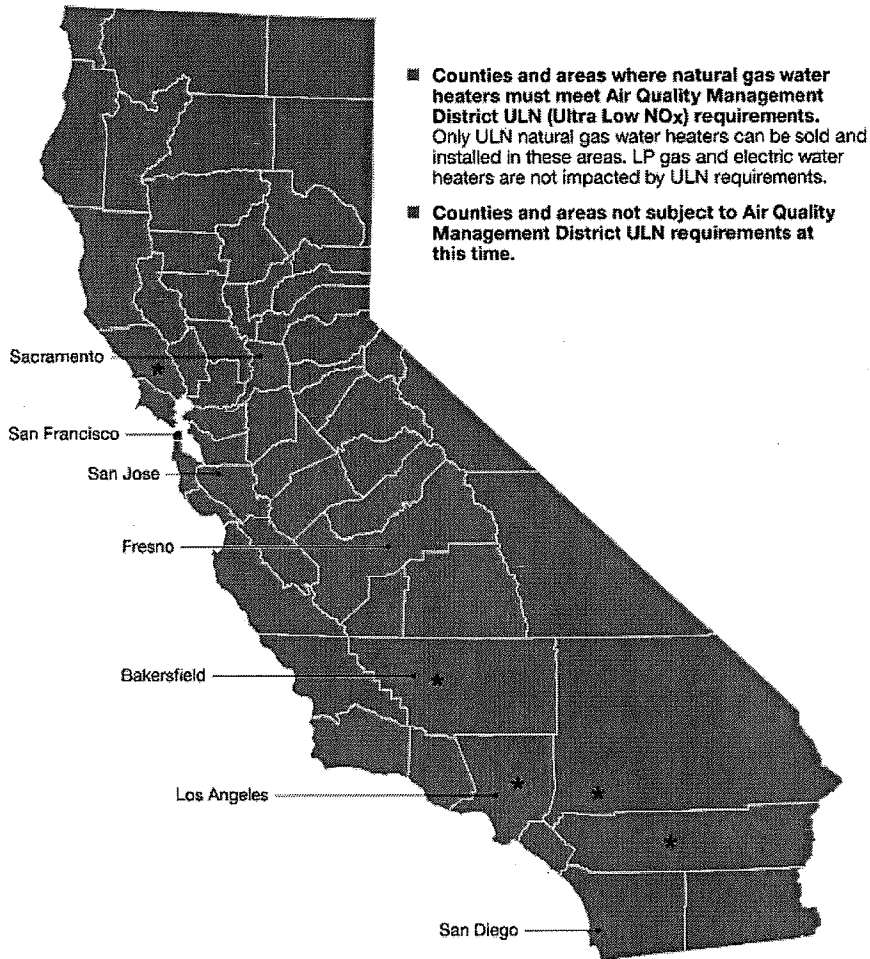 ■ Counties and areas where natural gas water
heaters must meet Air Quality Management
District ULN (Ultra Low NOx) requirements.
Only ULN natural gas water heaters can be sold and
installed in these areas. LP gas and electric water
heaters are not impacted by ULN requirements.
■ Counties and areas not subject to Air Quality
Management District ULN requirements at
this time.
Sacramento
*
San Francisco
San Jose
Fresno
Bakersfield
*
Los Angeles
*
*
*
San Diego